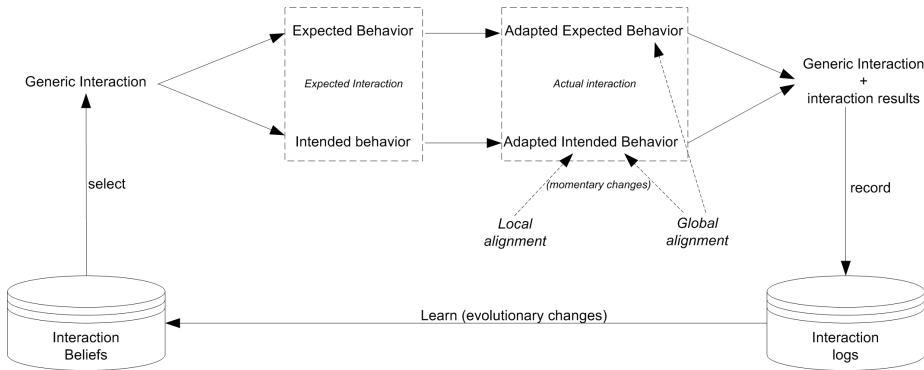 Expected Behavior
Adapted Expected Behavior
Generic Interaction
Expected Interaction
Actual interaction
Generic Interaction
+
interaction results
Intended behavior
Adapted Intended Behavior
select
(momentary changes)
record
Local
alignment
Global
alignment
Learn (evolutionary changes)
Interaction
Beliefs
Interaction
logs